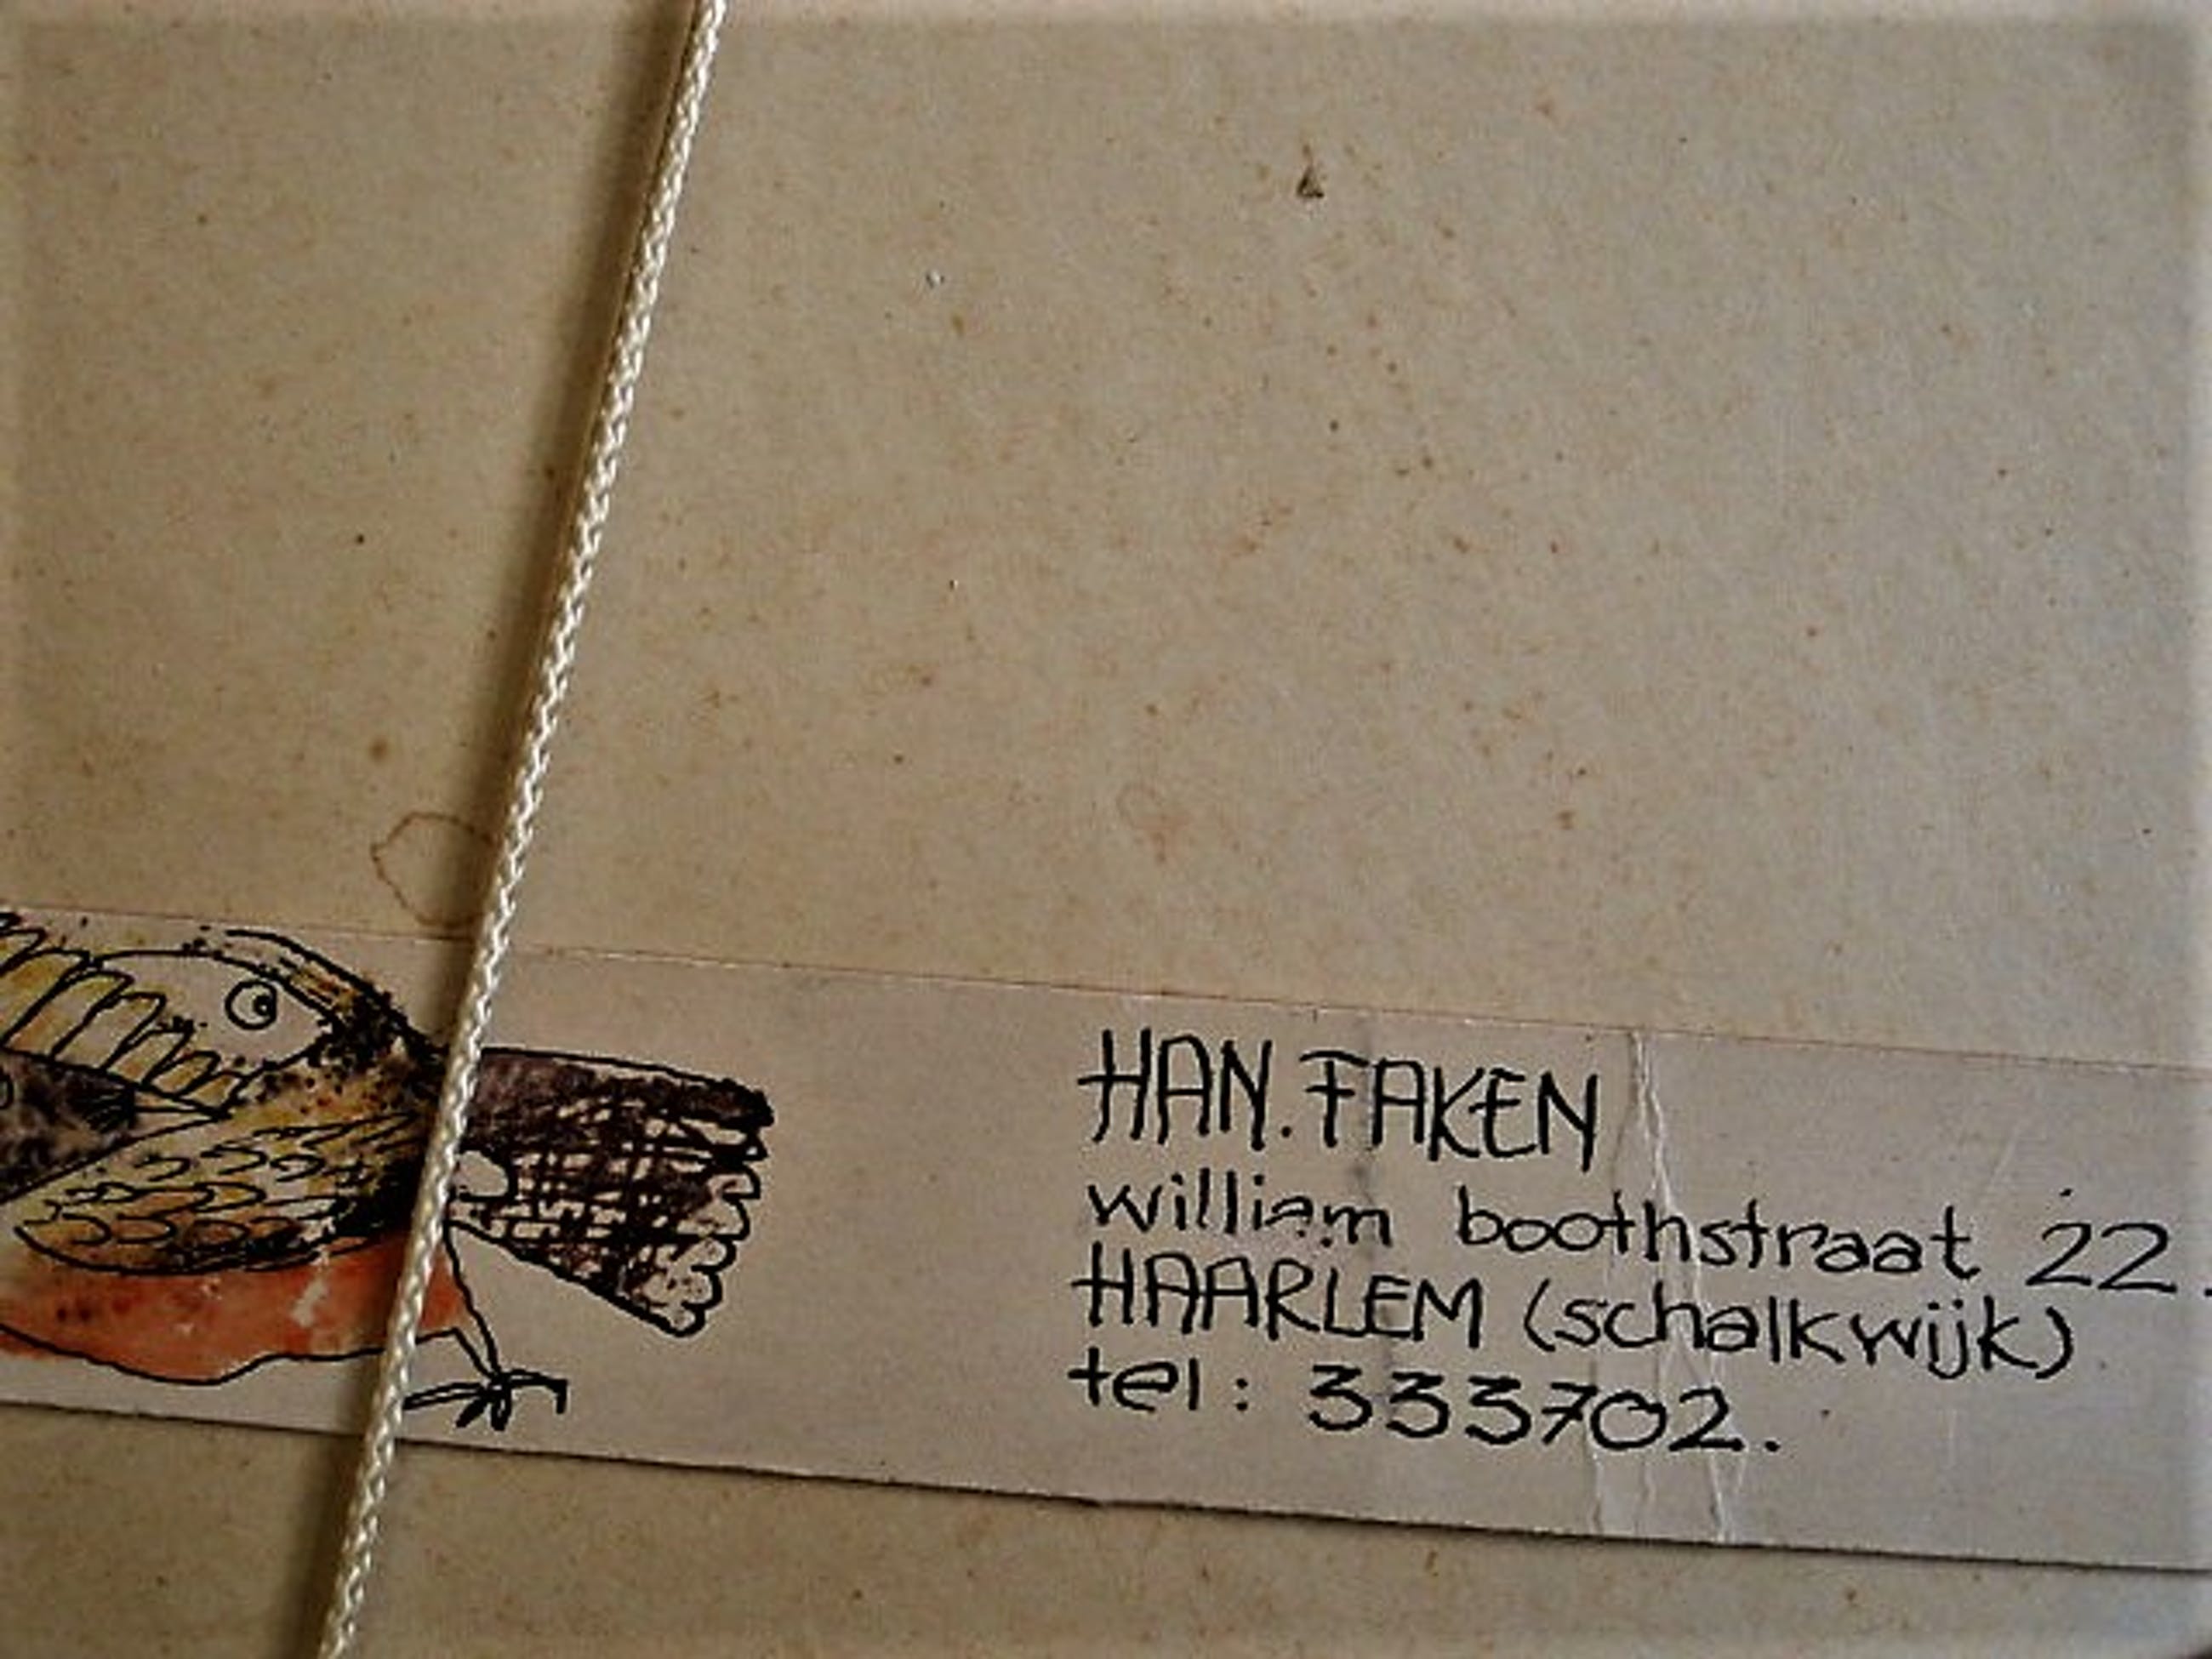 HAN. FAKEN
william boothstraat 22.
HAARLEM (schalkwijk)
tel: 333702.